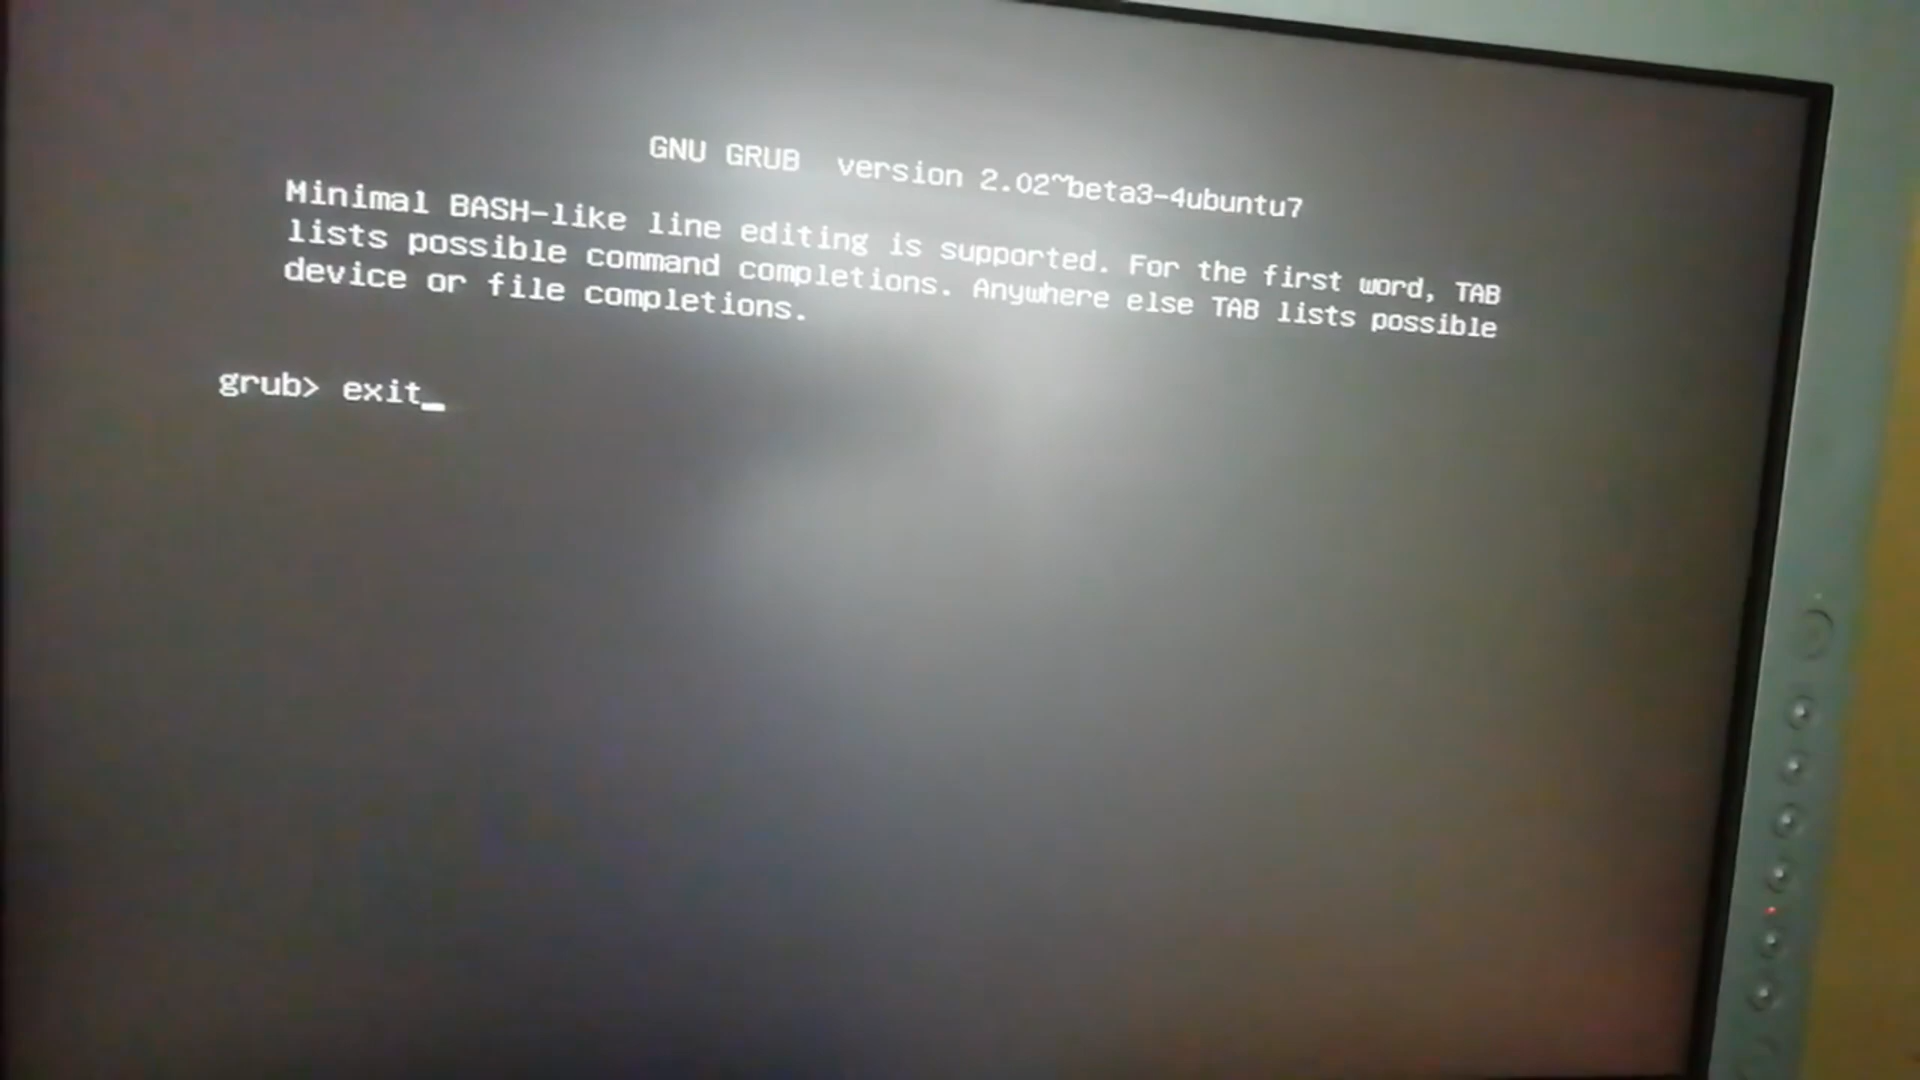 GNU GRUB  version 2.02~beta3-4ubuntu7
Minimal BASH-like line editing is supported. For the first word, TAB
lists possible command completions. Anywhere else TAB lists possible
device or file completions.
grub> exit_